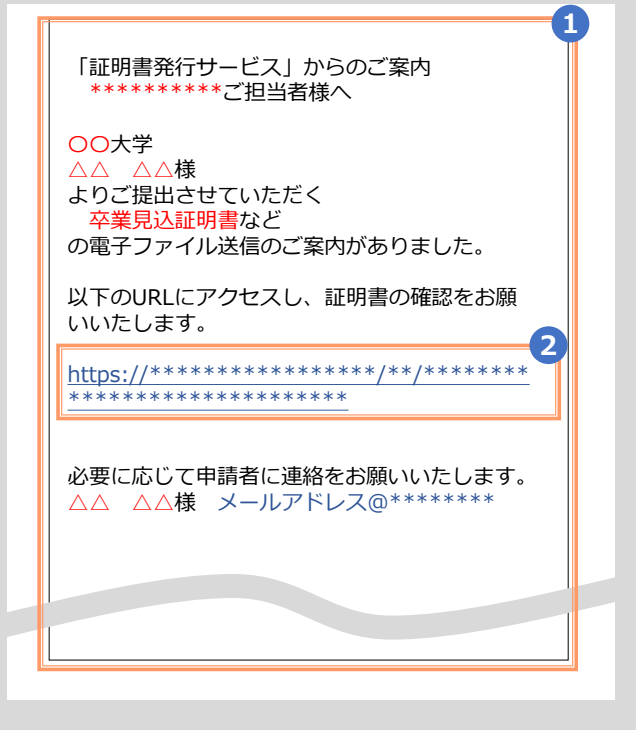 1
「証明書発行サービス」からのご案内
**********ご担当者様へ
〇〇大学
△△　△△様
よりご提出させていただく
卒業見込証明書など
の電子ファイル送信のご案内がありました。
以下のURLにアクセスし、証明書の確認をお願
いいたします。
2
https://*****************/**/********
*********************
必要に応じて申請者に連絡をお願いいたします。
△△　△△様　メールアドレス@********